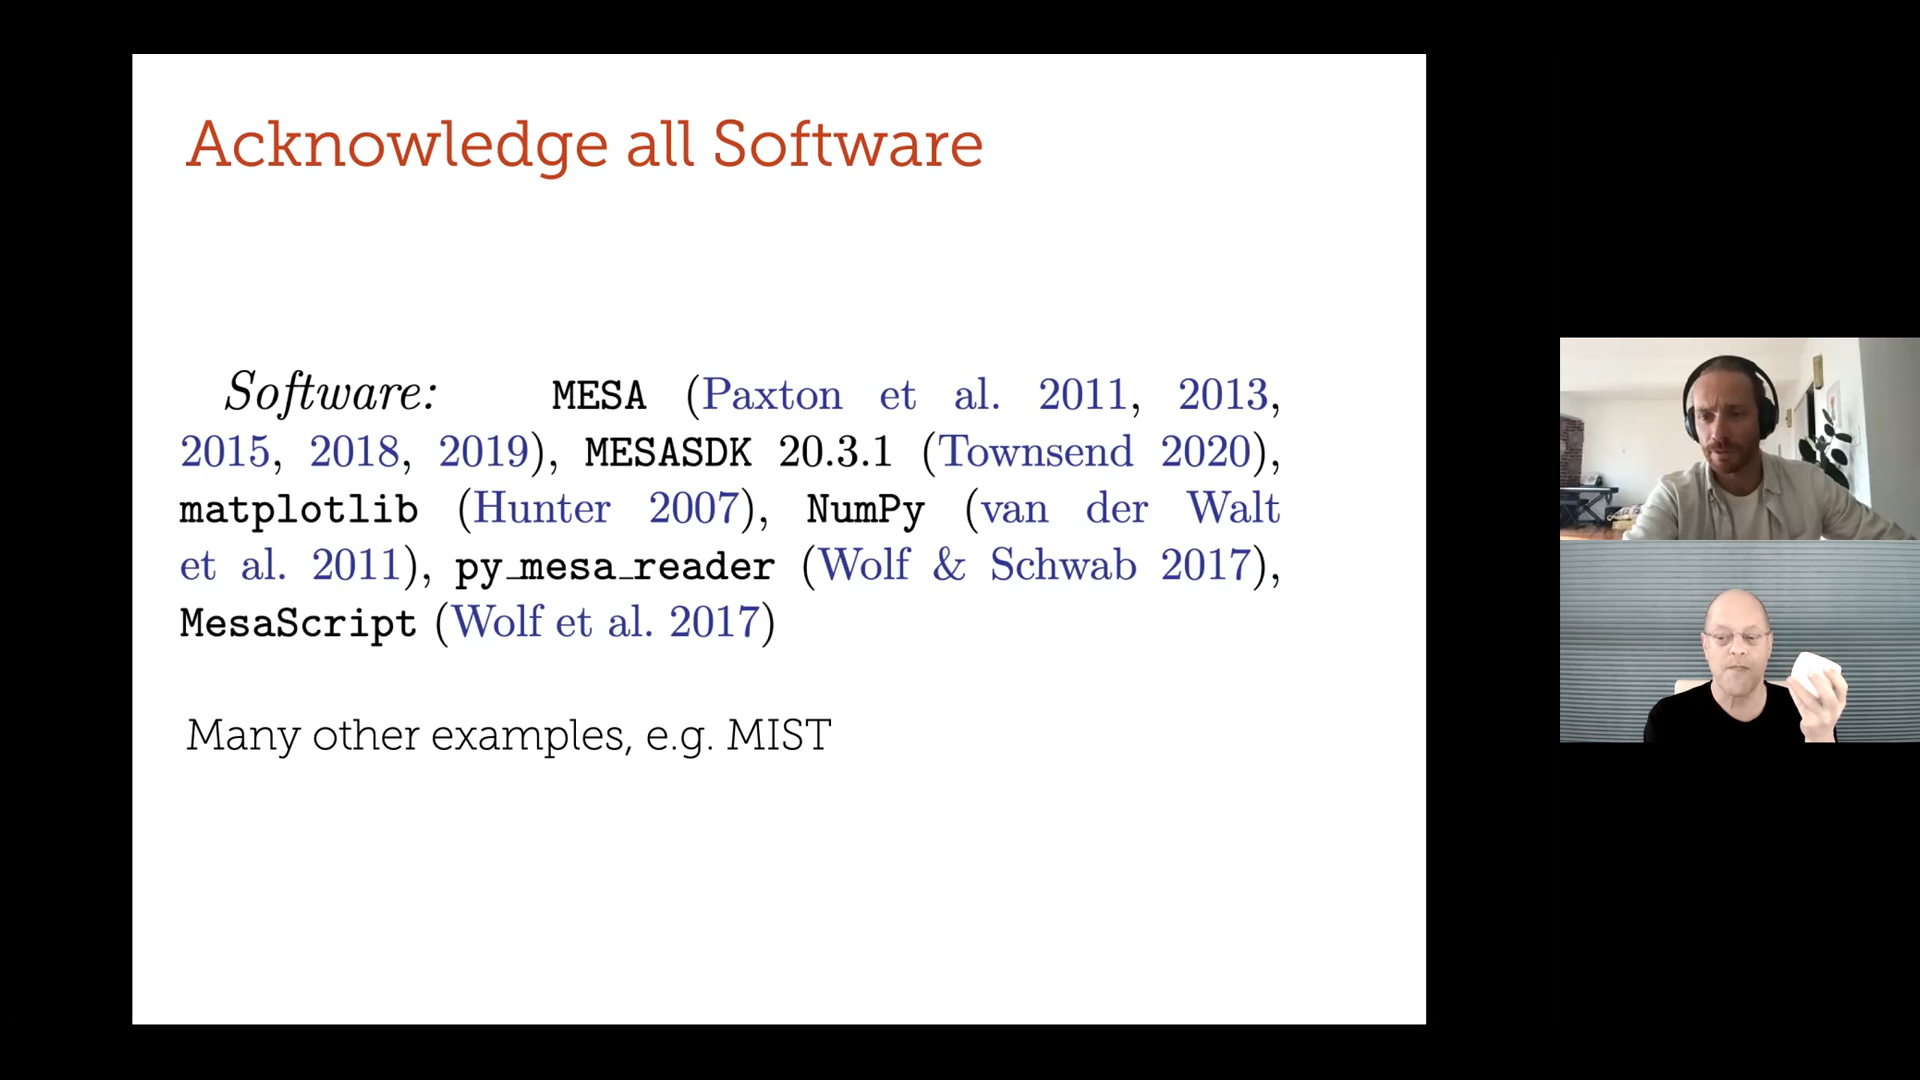 Acknowledge all Software
Software: MESA (Paxton et al. 2011, 2013,
2015, 2018, 2019), MESASDK 20.3.1 (Townsend 2020),
matplotlib (Hunter 2007), NumPy (van der Walt
et al. 2011), py_mesa_reader (Wolf & Schwab 2017),
MesaScript (Wolf et al. 2017)
Many other examples, e.g. MIST